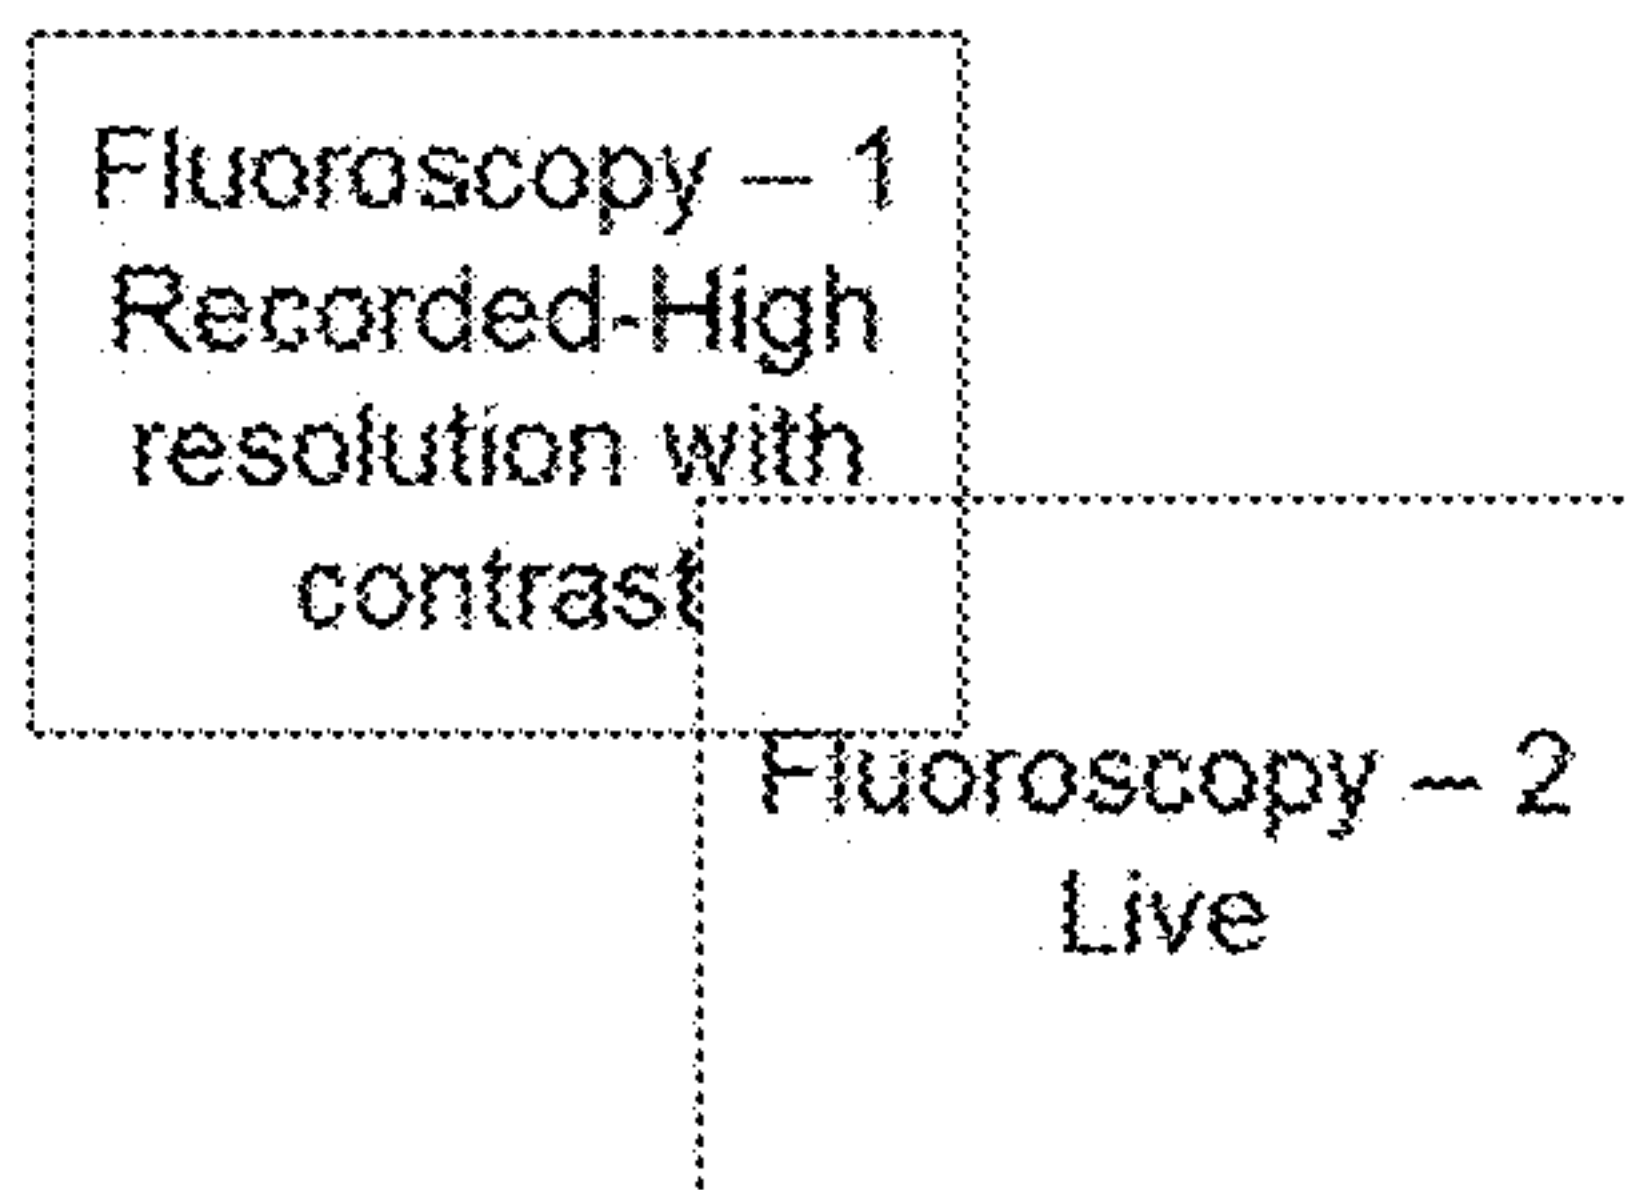 Fluoroscopy – 1
Recorded-High
resolution with
contrast
Fluoroscopy – 2
Live